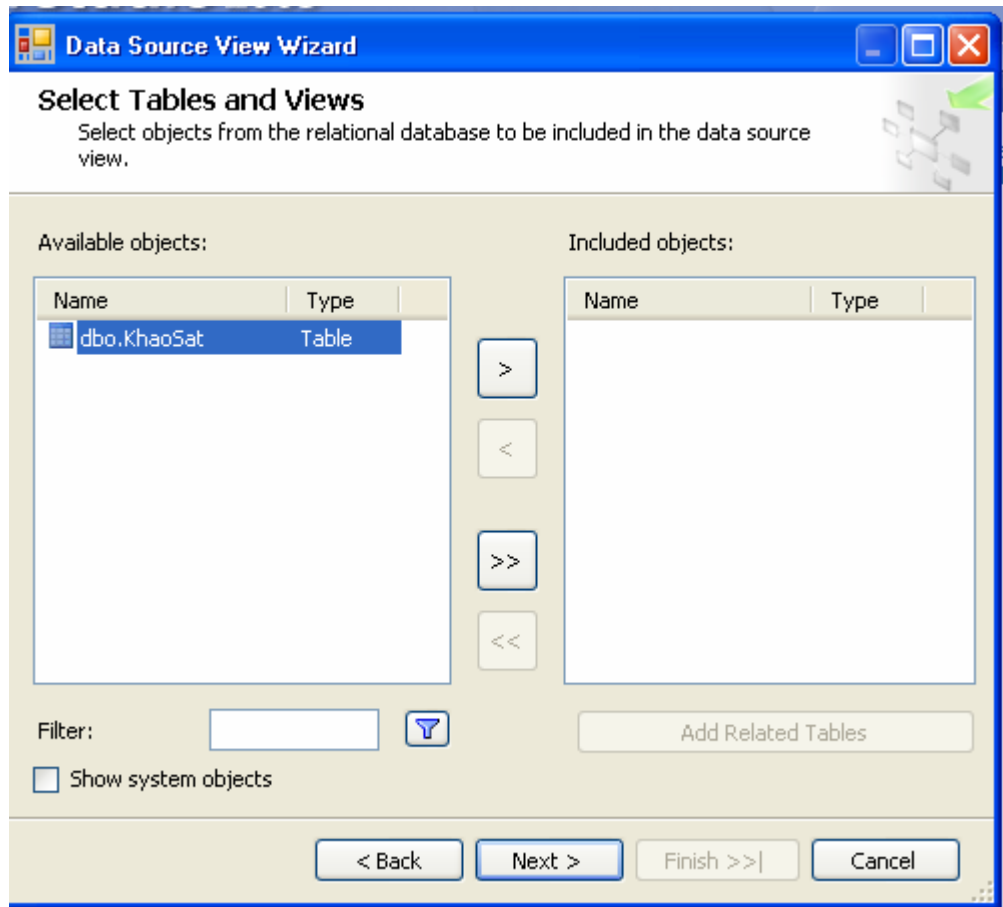 Data Source View Wizard
Select Tables and Views
Select objects from the relational database to be included in the data source
view.
Available objects:
Included objects:
Name Type
Name Type
dbo.KhaoSat Table
>
<
>>
<<
Filter:
Add Related Tables
Show system objects
< Back Next > Finish >>| Cancel